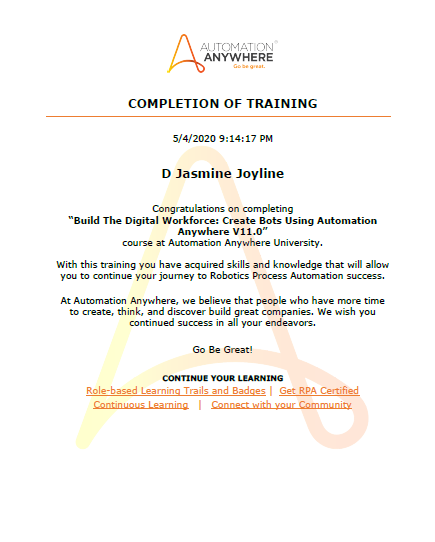 AUTOMATION
ANYWHERE
Go be great.
COMPLETION OF TRAINING
5/4/2020 9:14:17 PM
D Jasmine Joyline
Congratulations on completing
"Build The Digital Workforce: Create Bots Using Automation
Anywhere V11.0”
course at Automation Anywhere University.
With this training you have acquired skills and knowledge that will allow
you to continue your journey to Robotics Process Automation success.
At Automation Anywhere, we believe that people who have more time
to create, think, and discover build great companies. We wish you
continued success in all your endeavors.
Go Be Great!
CONTINUE YOUR LEARNING
Role-based Learning Trails and Badges | Get RPA Certified
Continuous Learning | Connect with your Community